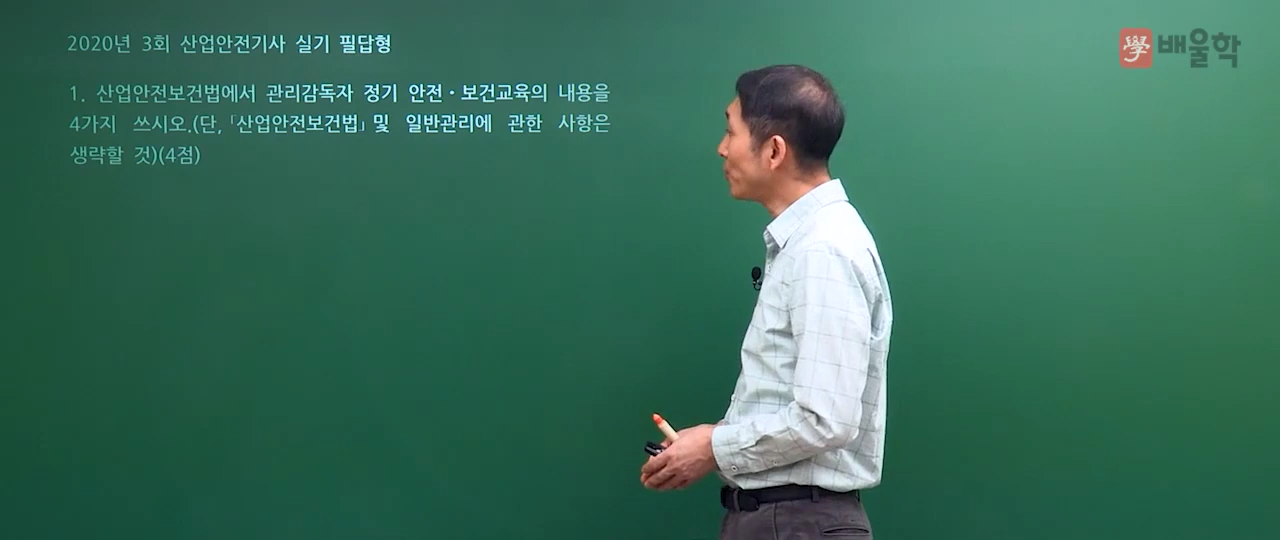 2020년 3회 산업안전기사 실기 필답형
學 배울학
1. 산업안전보건법에서 관리감독자 정기 안전·보건교육의 내용을
4가지 쓰시오.(단, 「산업안전보건법」 및 일반관리에 관한 사항은
생략할 것)(4점)